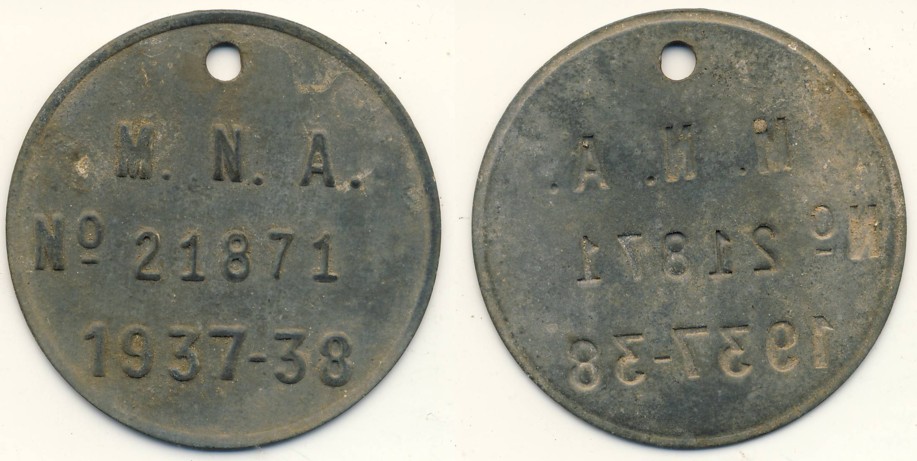 M. N. A.
Nº 21871
1937-38
M. N. A.
Nº 21871
1937-38